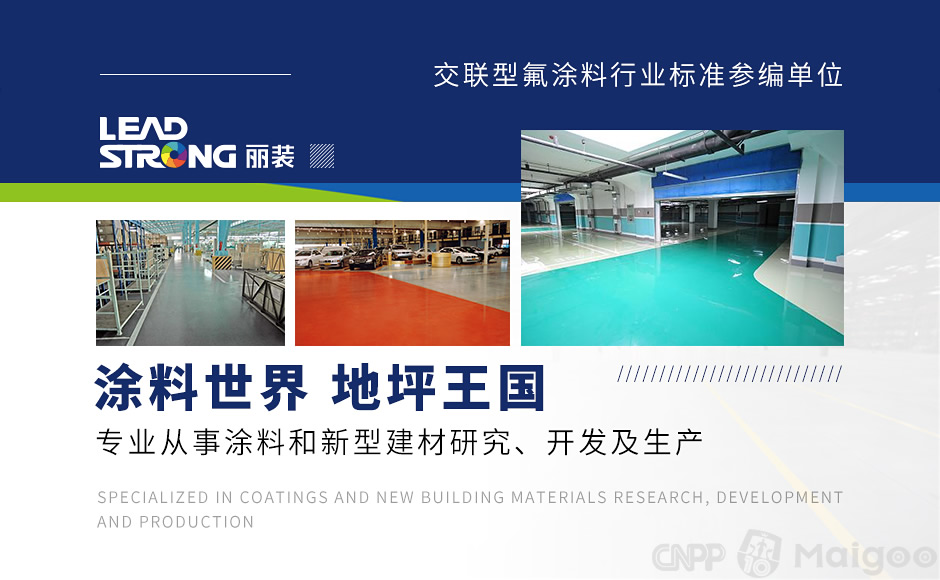 交联型氟涂料行业标准参编单位
LEAD
STRONG 丽装
涂料世界 地坪王国
专业从事涂料和新型建材研究、开发及生产
SPECIALIZED IN COATINGS AND NEW BUILDING MATERIALS RESEARCH, DEVELOPMENT
AND PRODUCTION
CNPP Maigoo